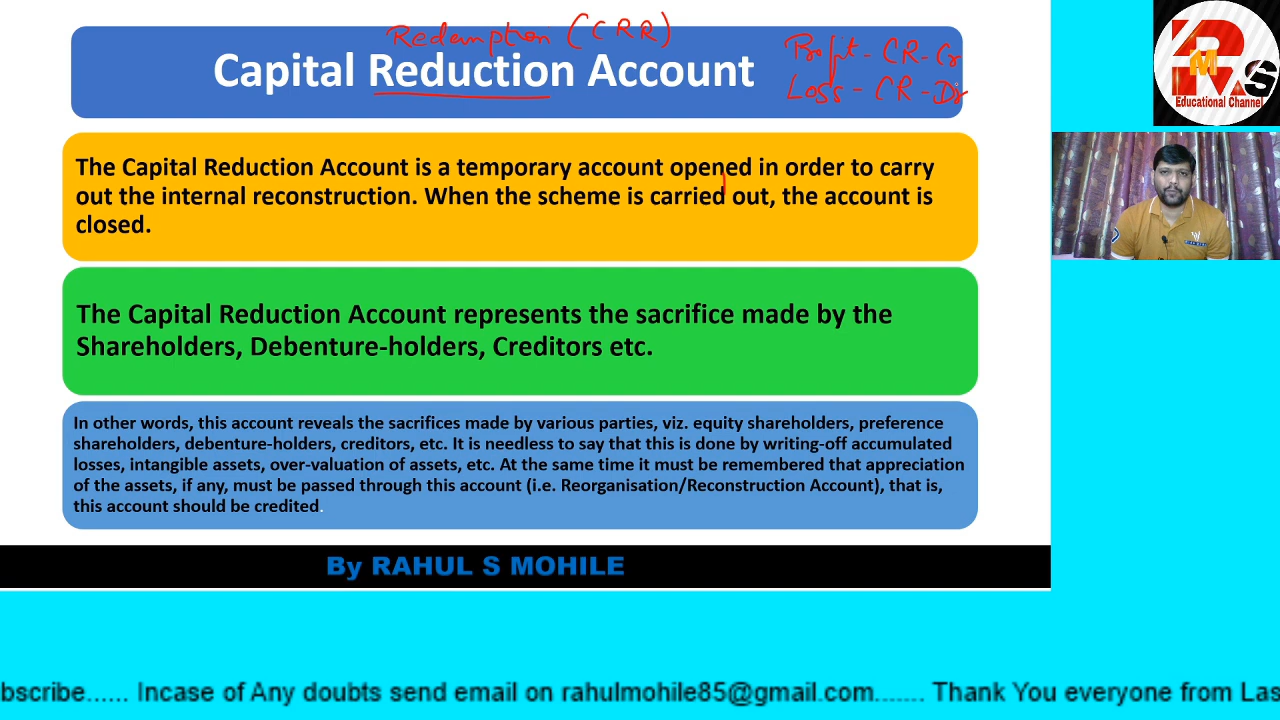 Redemption (CRR)
Capital Reduction Account
Profit - CR - Cr
Loss - CR - Dr
RMS
Educational Channel
The Capital Reduction Account is a temporary account opened in order to carry
out the internal reconstruction. When the scheme is carried out, the account is
closed.
The Capital Reduction Account represents the sacrifice made by the
Shareholders, Debenture-holders, Creditors etc.
In other words, this account reveals the sacrifices made by various parties, viz. equity shareholders, preference
shareholders, debenture-holders, creditors, etc. It is needless to say that this is done by writing-off accumulated
losses, intangible assets, over-valuation of assets, etc. At the same time it must be remembered that appreciation
of the assets, if any, must be passed through this account (i.e. Reorganisation/Reconstruction Account), that is,
this account should be credited.
By RAHUL S MOHILE
bscribe...... Incase of Any doubts send email on rahulmohile85@gmail.com....... Thank You everyone from Las